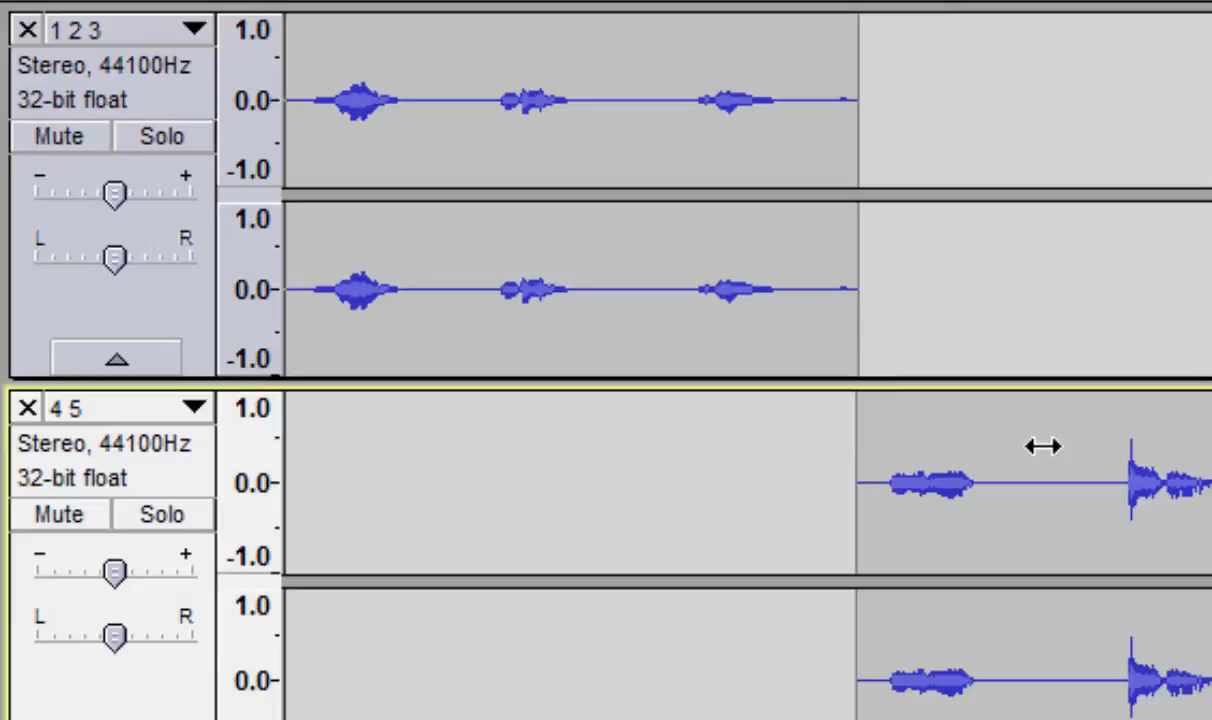 1 2 3
Stereo, 44100Hz
32-bit float
Mute Solo
- +
L R
1.0
0.0-
-1.0
1.0
0.0-
-1.0
4 5
Stereo, 44100Hz
32-bit float
Mute Solo
- +
L R
1.0
0.0-
-1.0
1.0
0.0-